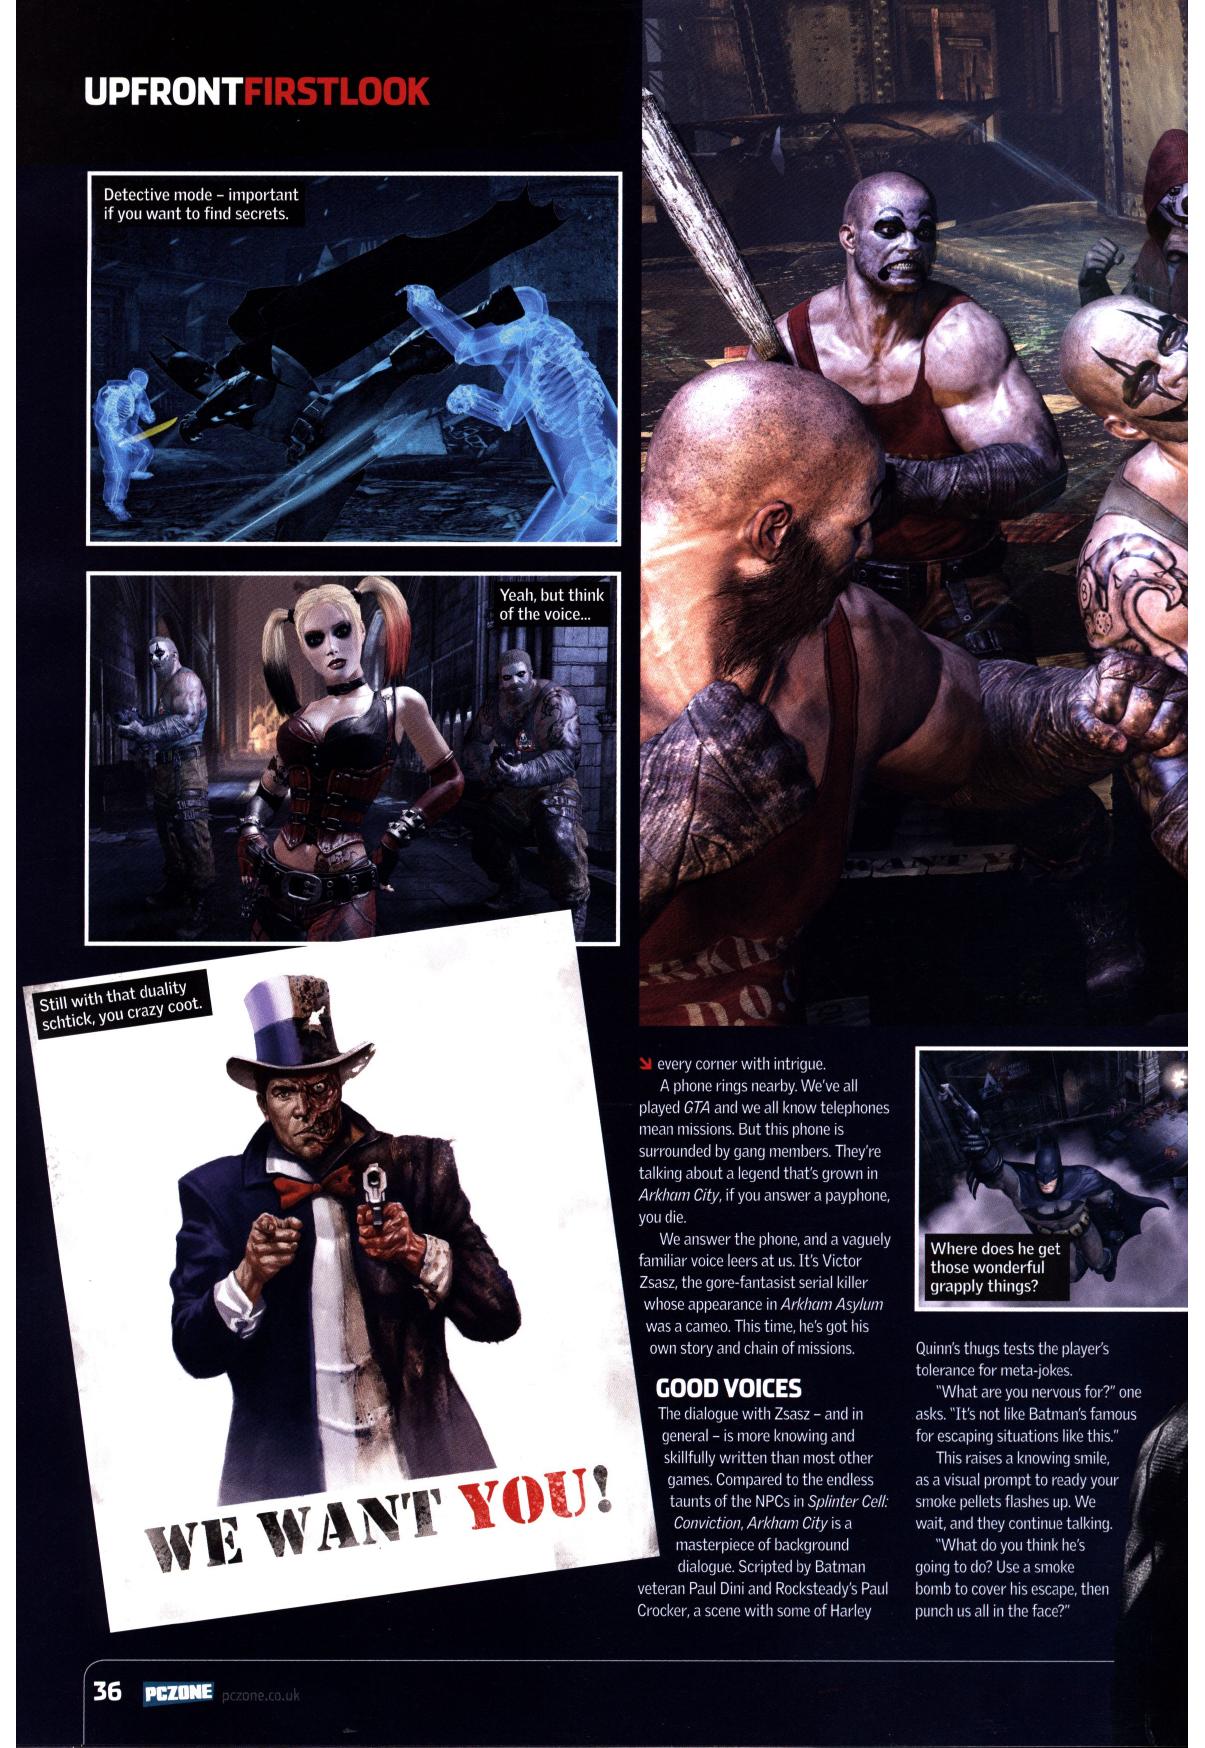 UPFRONTFIRSTLOOK
Detective mode – important
if you want to find secrets.
Yeah, but think
of the voice...
Still with that duality
schtick, you crazy coot.
WE WANT YOU!
every corner with intrigue.
A phone rings nearby. We've all
played GTA and we all know telephones
mean missions. But this phone is
surrounded by gang members. They're
talking about a legend that's grown in
Arkham City, if you answer a payphone,
you die.
We answer the phone, and a vaguely
familiar voice leers at us. It's Victor
Zsasz, the gore-fantasist serial killer
whose appearance in Arkham Asylum
was a cameo. This time, he's got his
own story and chain of missions.
GOOD VOICES
The dialogue with Zsasz – and in
general – is more knowing and
skillfully written than most other
games. Compared to the endless
taunts of the NPCs in Splinter Cell:
Conviction, Arkham City is a
masterpiece of background
dialogue. Scripted by Batman
veteran Paul Dini and Rocksteady's Paul
Crocker, a scene with some of Harley
Where does he get
those wonderful
grapply things?
Quinn's thugs tests the player's
tolerance for meta-jokes.
"What are you nervous for?" one
asks. "It's not like Batman's famous
for escaping situations like this."
This raises a knowing smile,
as a visual prompt to ready your
smoke pellets flashes up. We
wait, and they continue talking.
"What do you think he's
going to do? Use a smoke
bomb to cover his escape, then
punch us all in the face?"
36 PCZONE pczone.co.uk